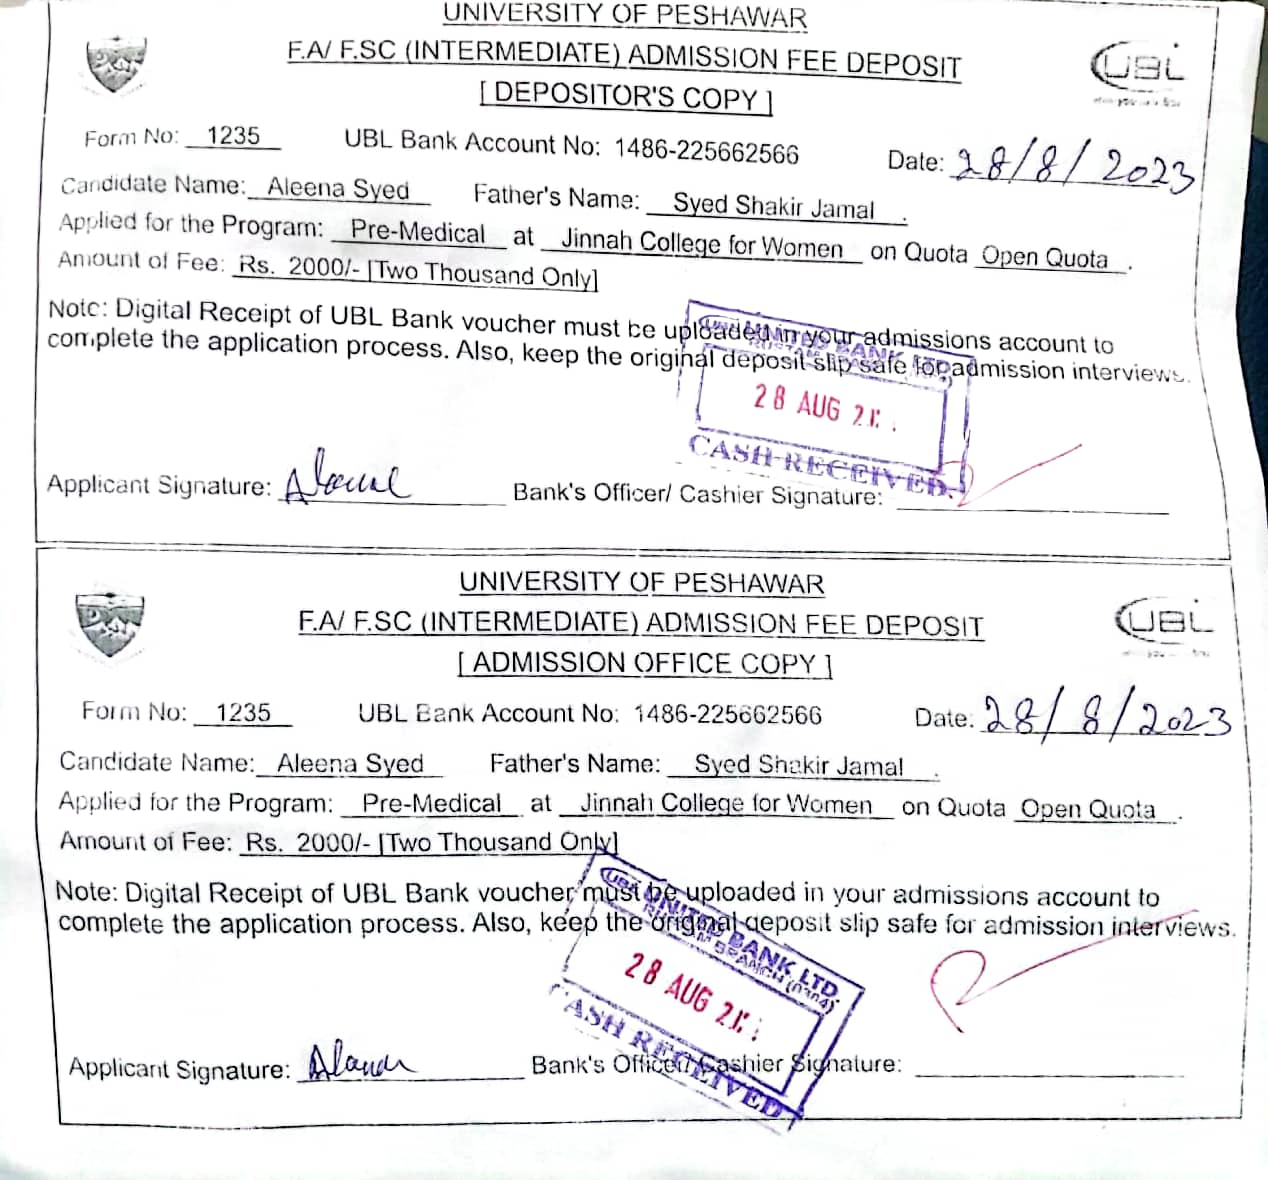 UNIVERSITY OF PESHAWAR
F.A/ F.SC (INTERMEDIATE) ADMISSION FEE DEPOSIT
[ DEPOSITOR'S COPY ]
UBL
Form No: 1235 UBL Bank Account No: 1486-225662566 Date: 28/8/2023
Candidate Name: Aleena Syed Father's Name: Syed Shakir Jamal .
Applied for the Program: Pre-Medical at Jinnah College for Women on Quota Open Quota .
Amount of Fee: Rs. 2000/- [Two Thousand Only]
Note: Digital Receipt of UBL Bank voucher must be uploaded in your admissions account to
complete the application process. Also, keep the original deposit slip safe for admission interviews.
BANK LTD.
28 AUG
CASH RECEIVED
Applicant Signature: Bank's Officer/ Cashier Signature:
UNIVERSITY OF PESHAWAR
F.A/ F.SC (INTERMEDIATE) ADMISSION FEE DEPOSIT
[ ADMISSION OFFICE COPY ]
UBL
Form No: 1235 UBL Bank Account No: 1486-225662566 Date: 28/8/2023
Candidate Name: Aleena Syed Father's Name: Syed Shakir Jamal .
Applied for the Program: Pre-Medical at Jinnah College for Women on Quota Open Quota .
Amount of Fee: Rs. 2000/- [Two Thousand Only]
Note: Digital Receipt of UBL Bank voucher must be uploaded in your admissions account to
complete the application process. Also, keep the original deposit slip safe for admission interviews.
UNITED BANK LTD.
BRANCH (0304)
28 AUG
CASH RECEIVED
Applicant Signature: Bank's Officer/ Cashier Signature: